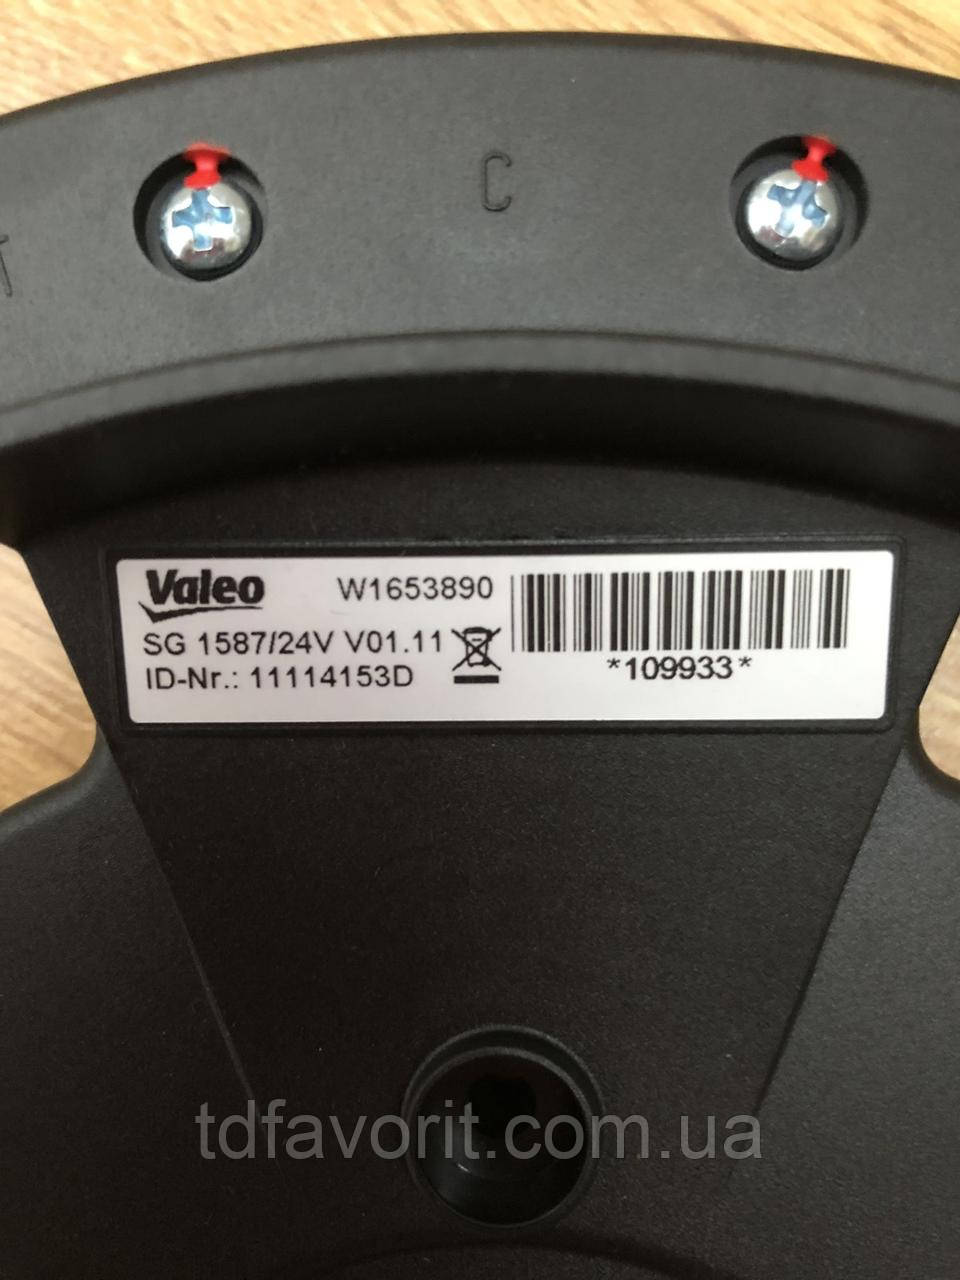 C
T
Valeo W1653890
SG 1587/24V V01.11
ID-Nr.: 11114153D
*109933*
tdfavorit.com.ua